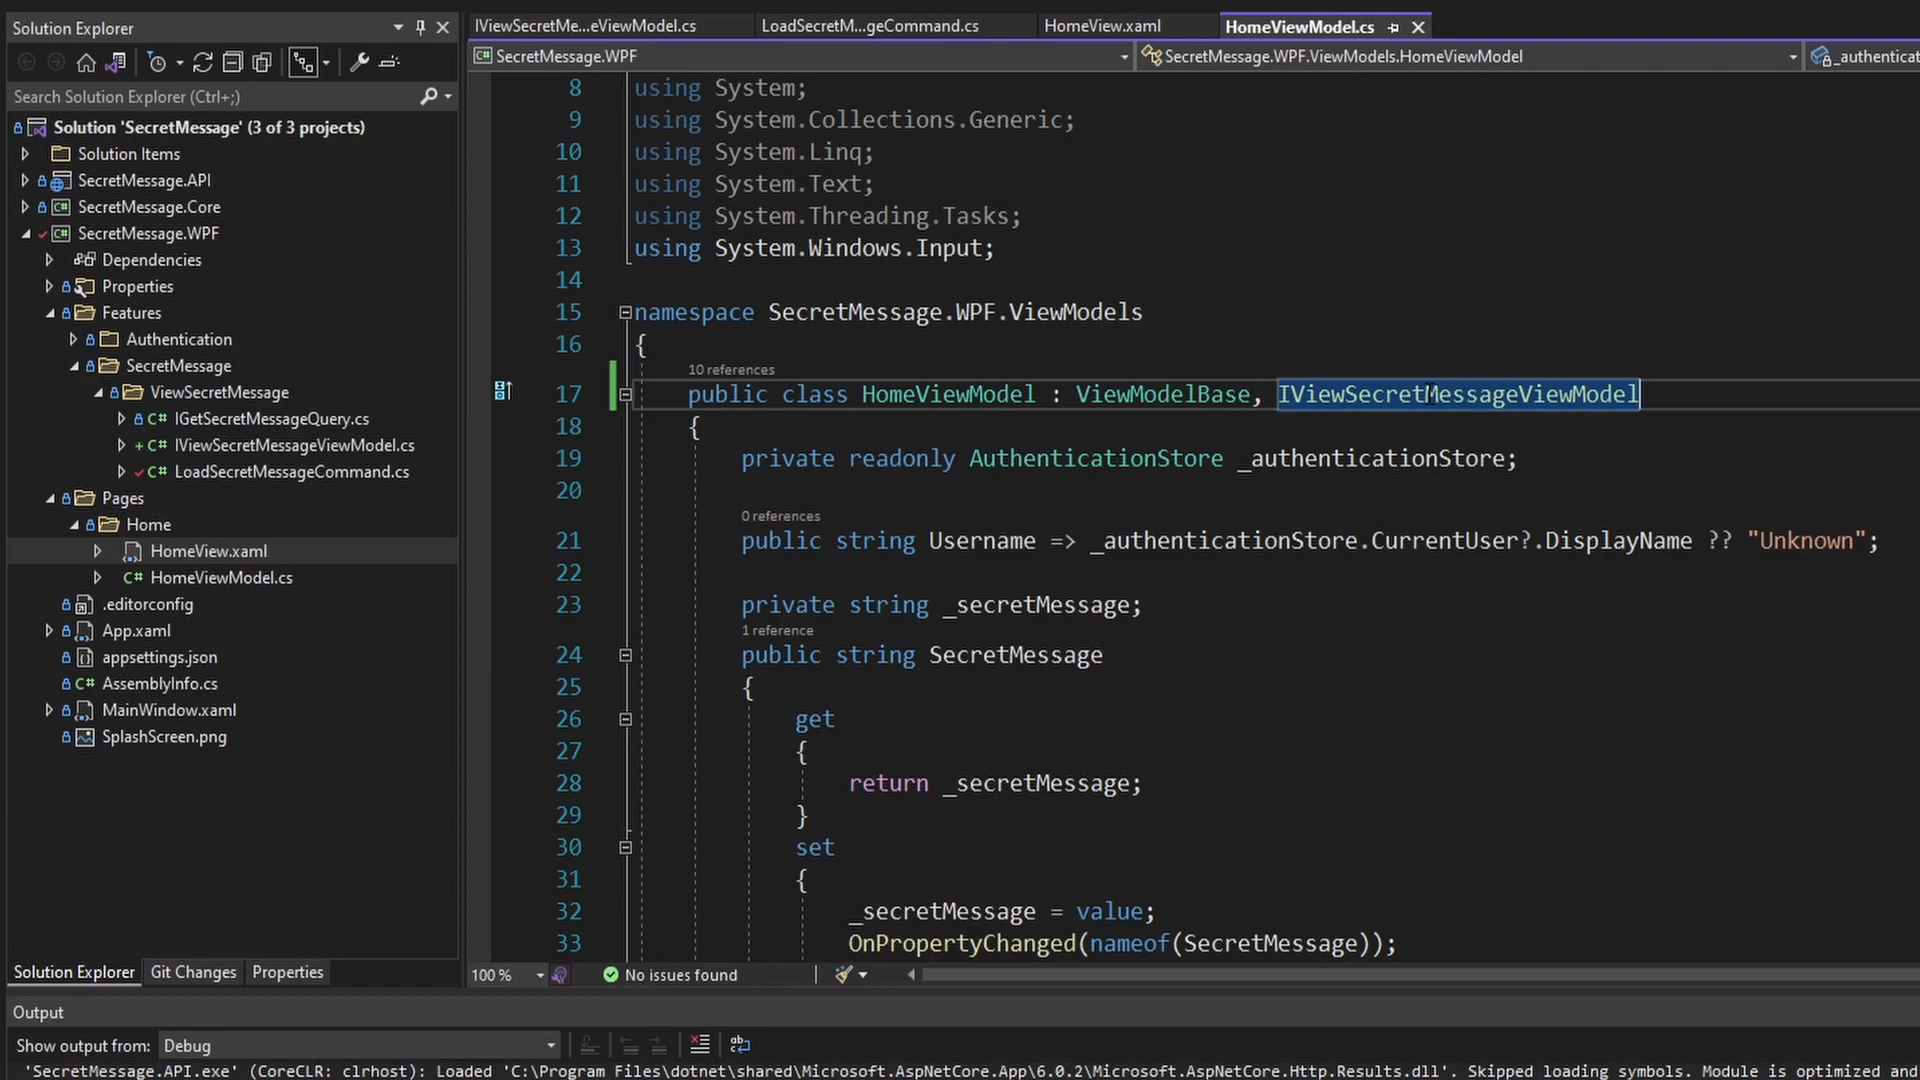 Solution Explorer
Search Solution Explorer (Ctrl+;)
Solution 'SecretMessage' (3 of 3 projects)
Solution Items
SecretMessage.API
SecretMessage.Core
SecretMessage.WPF
Dependencies
Properties
Features
Authentication
SecretMessage
ViewSecretMessage
IGetSecretMessageQuery.cs
IViewSecretMessageViewModel.cs
LoadSecretMessageCommand.cs
Pages
Home
HomeView.xaml
HomeViewModel.cs
.editorconfig
App.xaml
appsettings.json
AssemblyInfo.cs
MainWindow.xaml
SplashScreen.png
Solution Explorer Git Changes Properties
IViewSecretMe...eViewModel.cs LoadSecretM...geCommand.cs HomeView.xaml HomeViewModel.cs
SecretMessage.WPF SecretMessage.WPF.ViewModels.HomeViewModel _authenticat
8 using System;
9 using System.Collections.Generic;
10 using System.Linq;
11 using System.Text;
12 using System.Threading.Tasks;
13 using System.Windows.Input;
14
15 namespace SecretMessage.WPF.ViewModels
16 {
10 references
17 public class HomeViewModel : ViewModelBase, IViewSecretMessageViewModel
18 {
19 private readonly AuthenticationStore _authenticationStore;
20
0 references
21 public string Username => _authenticationStore.CurrentUser?.DisplayName ?? "Unknown";
22
23 private string _secretMessage;
1 reference
24 public string SecretMessage
25 {
26 get
27 {
28 return _secretMessage;
29 }
30 set
31 {
32 _secretMessage = value;
33 OnPropertyChanged(nameof(SecretMessage));
100 % No issues found
Output
Show output from: Debug
'SecretMessage.API.exe' (CoreCLR: clrhost): Loaded 'C:\Program Files\dotnet\shared\Microsoft.AspNetCore.App\6.0.2\Microsoft.AspNetCore.Http.Results.dll'. Skipped loading symbols. Module is optimized and